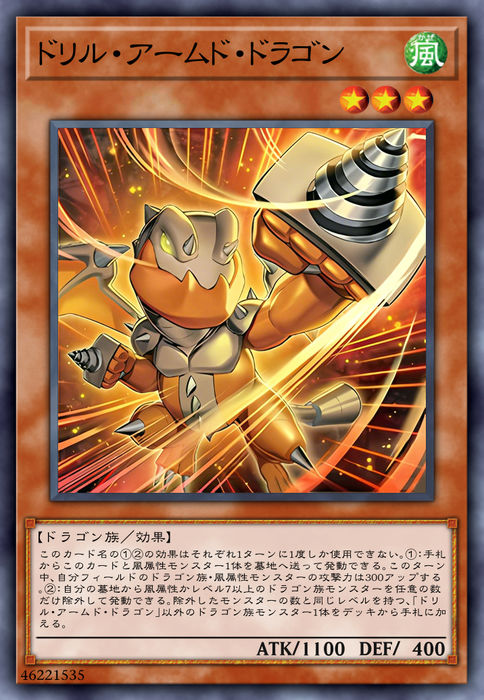 ドリル・アームド・ドラゴン
かぜ
風
【ドラゴン族／効果】
このカード名の①②の効果はそれぞれ1ターンに1度しか使用できない。①：手札
からこのカードと風属性モンスター1体を墓地へ送って発動できる。このターン
中、自分フィールドのドラゴン族・風属性モンスターの攻撃力は300アップする
。②：自分の墓地から風属性かレベル7以上のドラゴン族モンスターを任意の数
だけ除外して発動できる。除外したモンスターの数と同じレベルを持つ、「ドリ
ル・アームド・ドラゴン」以外のドラゴン族モンスター1体をデッキから手札に加
える。
ATK/1100 DEF/ 400
46221535